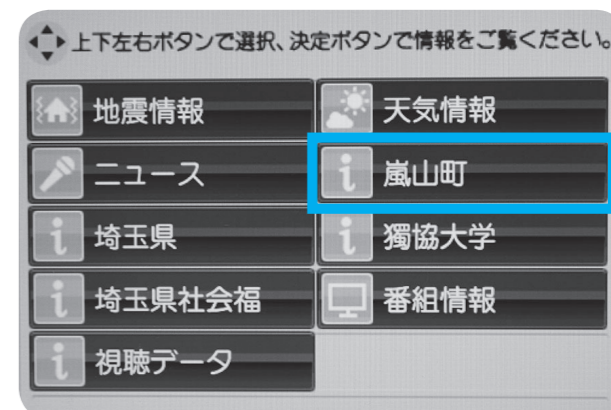 上下左右ボタンで選択、決定ボタンで情報をご覧ください。
地震情報
天気情報
ニュース
嵐山町
埼玉県
獨協大学
埼玉県社会福
番組情報
視聴データ